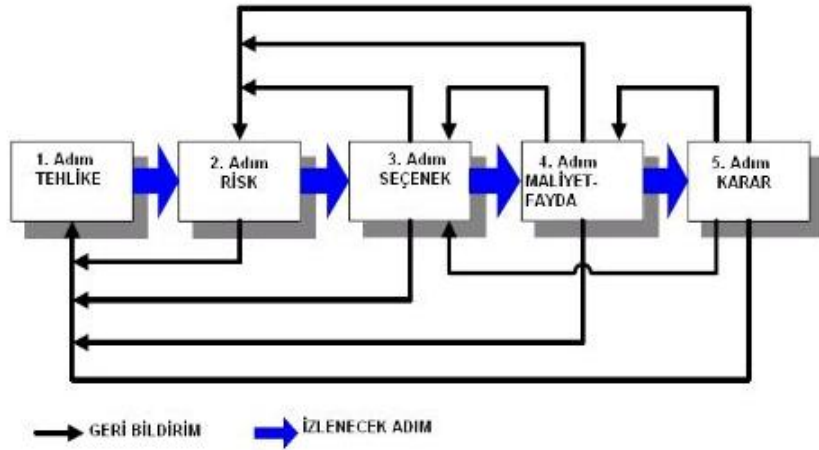 1. Adım
TEHLİKE
2. Adım
RİSK
3. Adım
SEÇENEK
4. Adım
MALİYET-
FAYDA
5. Adım
KARAR
GERİ BİLDİRİM
İZLENECEK ADIM